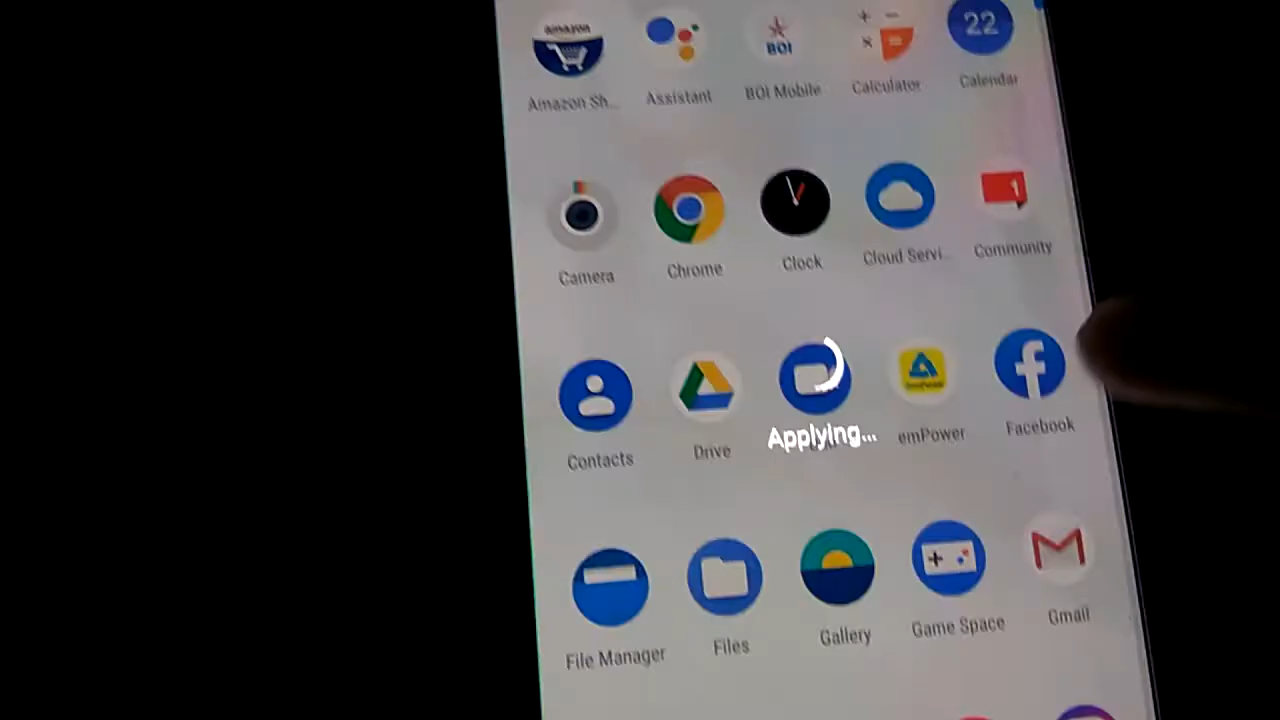 amazon
BOI
22
Amazon Sh...
Assistant
BOI Mobile
Calculator
Calendar
1
Camera
Chrome
Clock
Cloud Servi...
Community
Applying...
Contacts
Drive
emPower
Facebook
File Manager
Files
Gallery
Game Space
Gmail